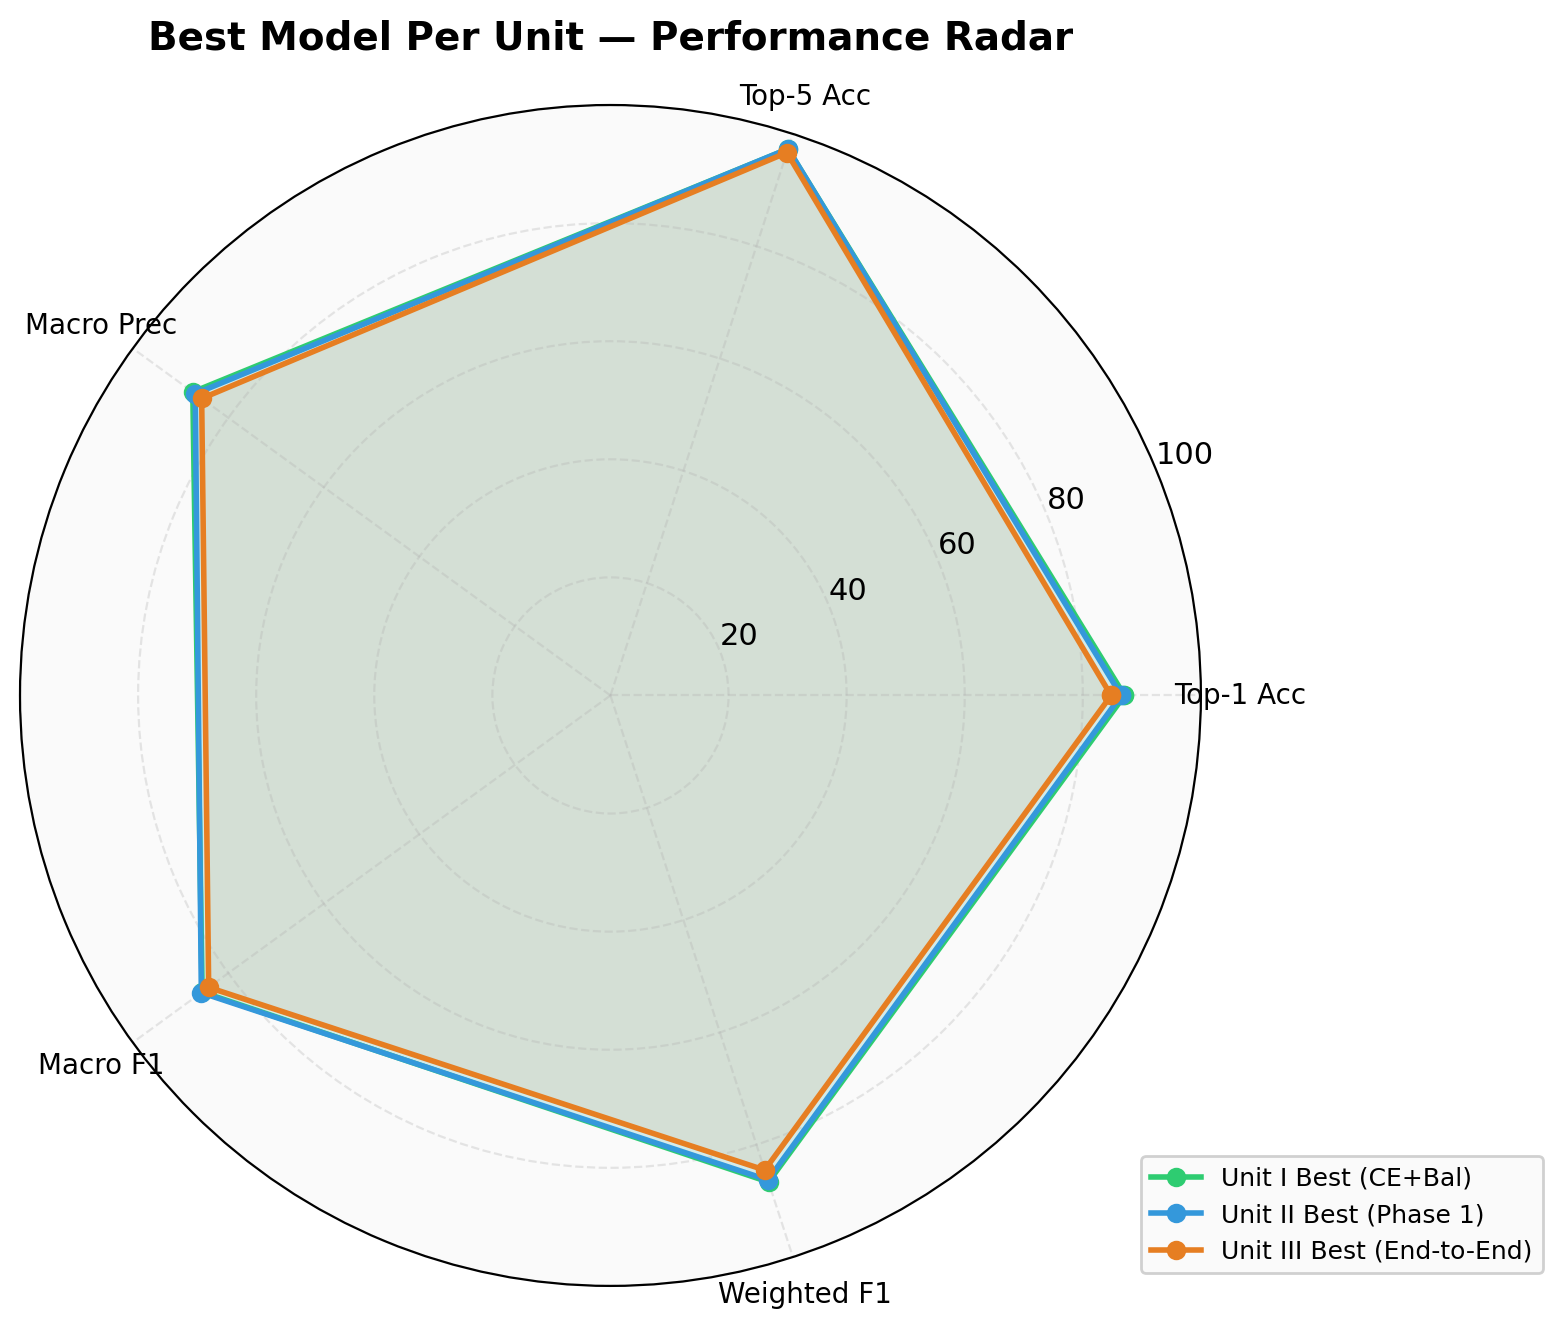 Best Model Per Unit — Performance Radar
Top-5 Acc
Macro Prec
100
80
60
40
20
Top-1 Acc
Macro F1
Weighted F1
Unit I Best (CE+Bal)
Unit II Best (Phase 1)
Unit III Best (End-to-End)